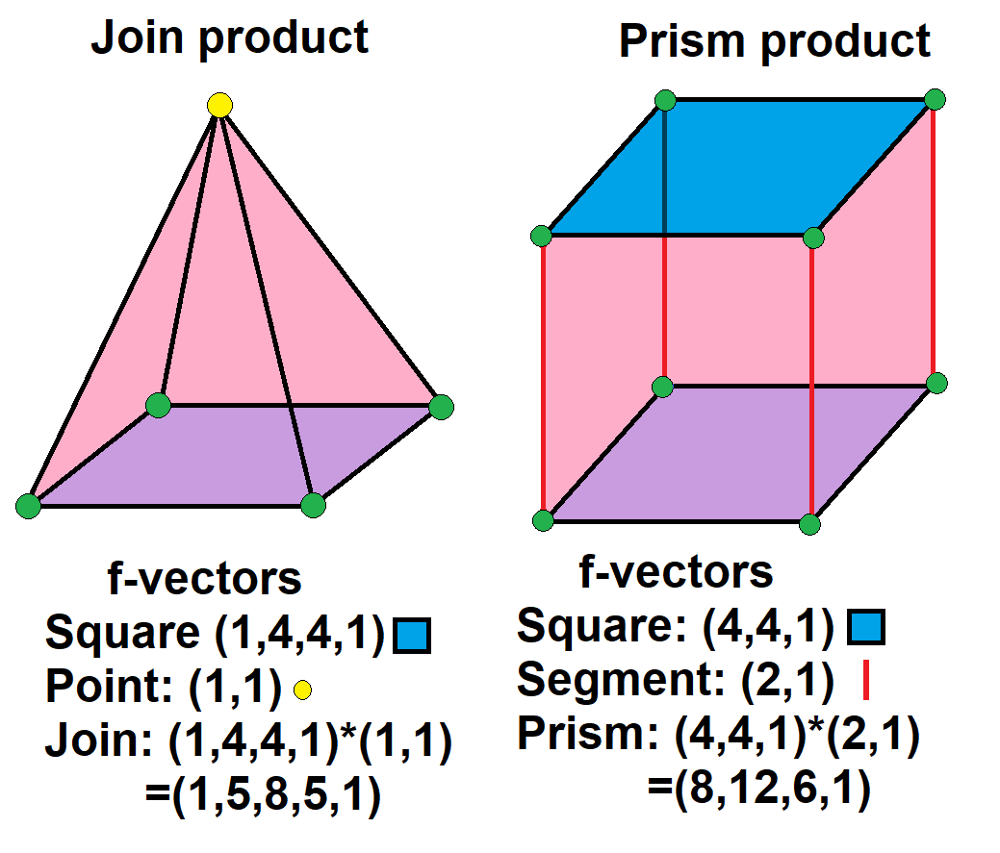 Join product
f-vectors
Square (1,4,4,1)
Point: (1,1)
Join: (1,4,4,1)*(1,1)
=(1,5,8,5,1)
Prism product
f-vectors
Square: (4,4,1)
Segment: (2,1)
Prism: (4,4,1)*(2,1)
=(8,12,6,1)